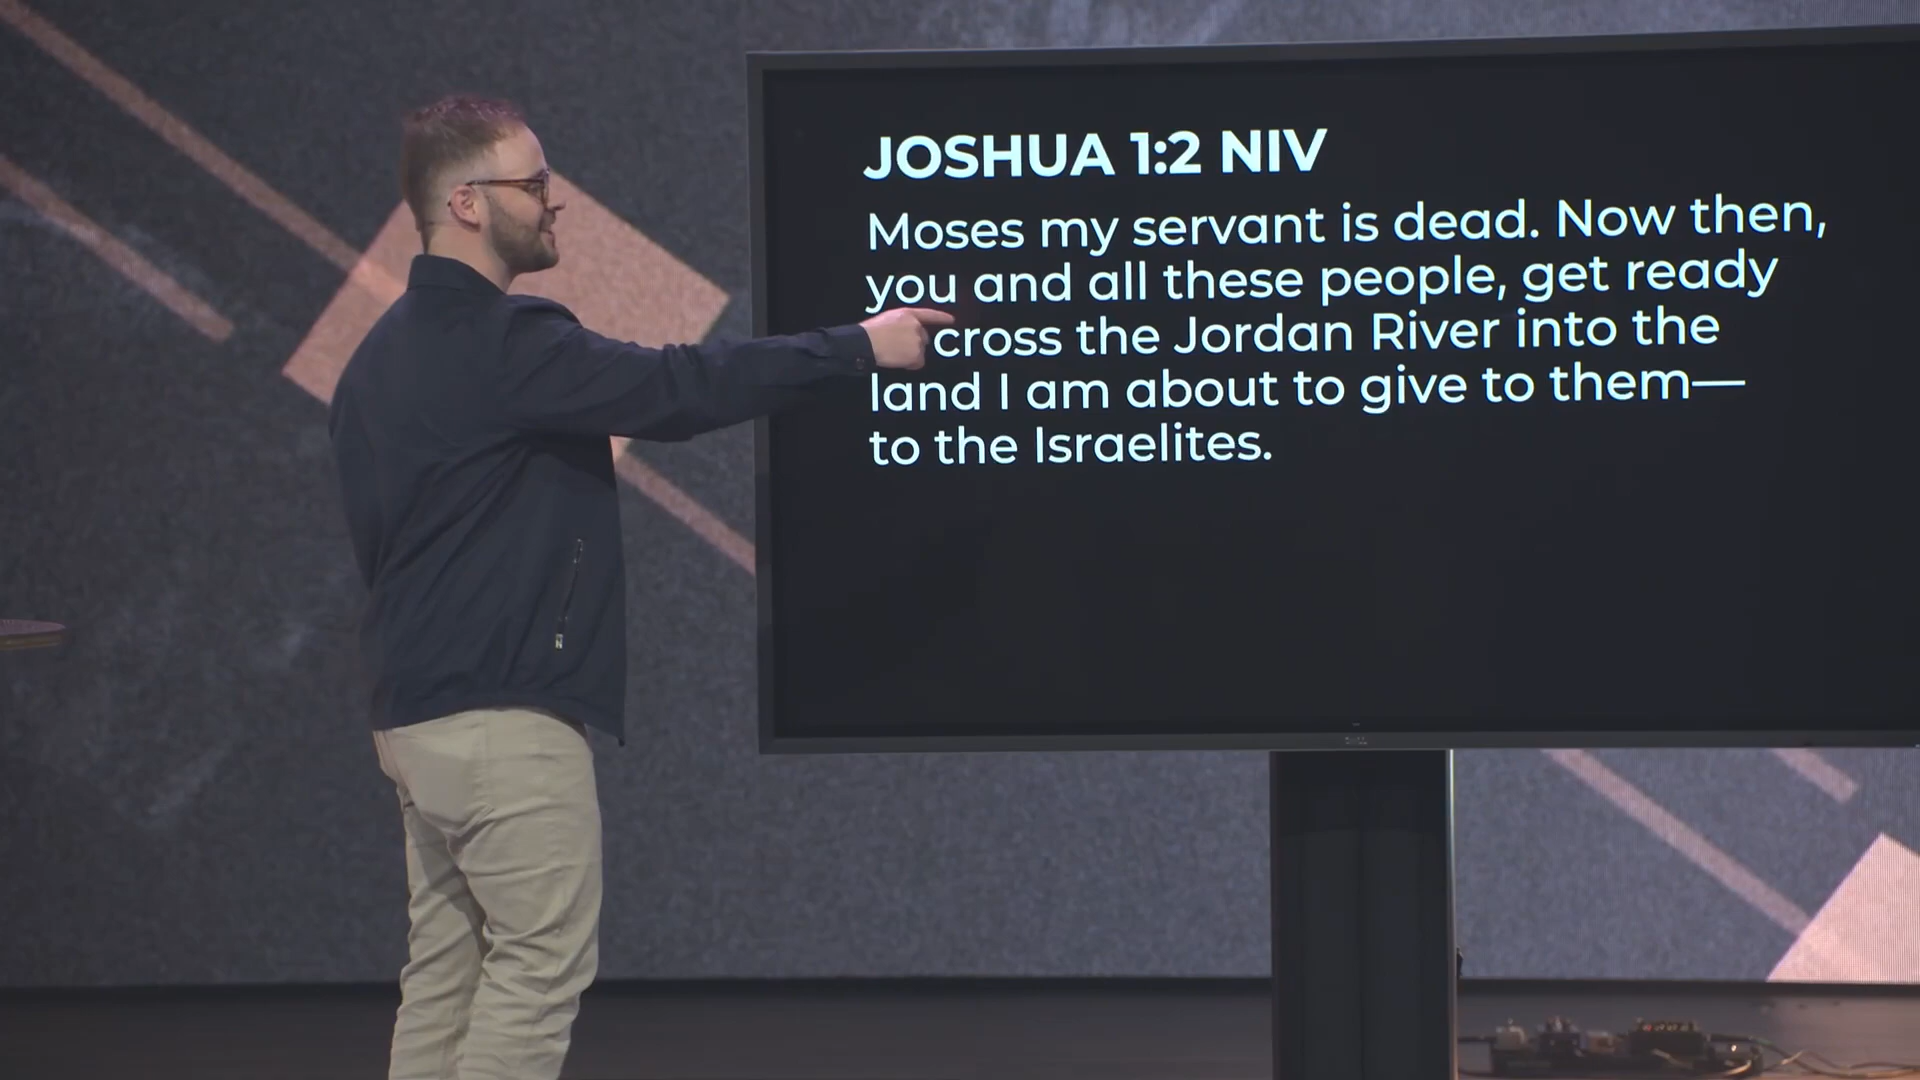 JOSHUA 1:2 NIV
Moses my servant is dead. Now then,
you and all these people, get ready
cross the Jordan River into the
land I am about to give to them—
to the Israelites.